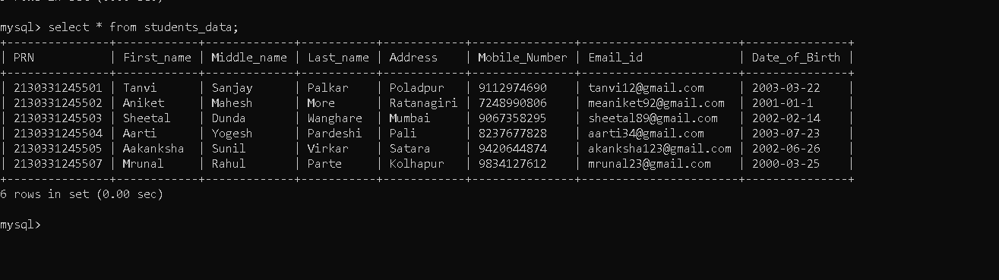 mysql> select * from students_data;
+---------------+------------+-------------+-----------+------------+---------------+-----------------------+---------------+
| PRN | First_name | Middle_name | Last_name | Address | Mobile_Number | Email_id | Date_of_Birth |
+---------------+------------+-------------+-----------+------------+---------------+-----------------------+---------------+
| 2130331245501 | Tanvi | Sanjay | Palkar | Poladpur | 9112974690 | tanvi12@gmail.com | 2003-03-22 |
| 2130331245502 | Aniket | Mahesh | More | Ratanagiri | 7248990806 | meaniket92@gmail.com | 2001-01-1 |
| 2130331245503 | Sheetal | Dunda | Wanghare | Mumbai | 9067358295 | sheetal89@gmail.com | 2002-02-14 |
| 2130331245504 | Aarti | Yogesh | Pardeshi | Pali | 8237677828 | aarti34@gmail.com | 2003-07-23 |
| 2130331245505 | Aakanksha | Sunil | Virkar | Satara | 9420644874 | akanksha123@gmail.com | 2002-06-26 |
| 2130331245507 | Mrunal | Rahul | Parte | Kolhapur | 9834127612 | mrunal23@gmail.com | 2000-03-25 |
+---------------+------------+-------------+-----------+------------+---------------+-----------------------+---------------+
6 rows in set (0.00 sec)
mysql>